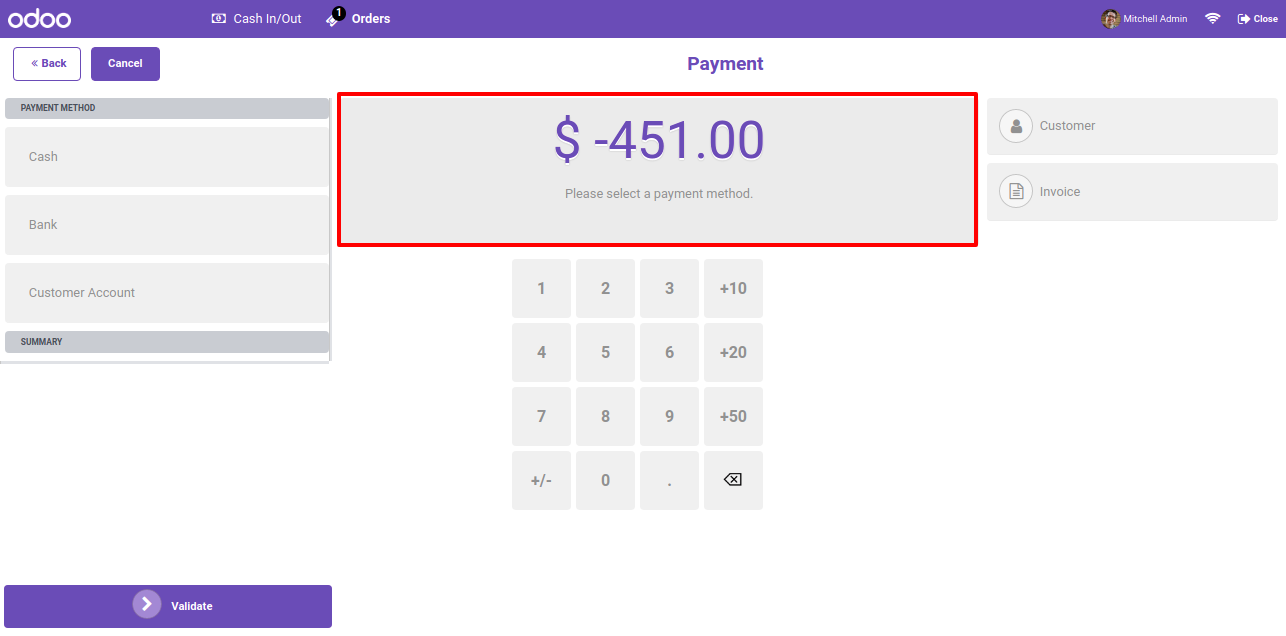 odoo
Cash In/Out
1
Orders
Mitchell Admin
Close
« Back
Cancel
Payment
PAYMENT METHOD
Cash
Bank
Customer Account
SUMMARY
$ -451.00
Please select a payment method.
Customer
Invoice
1 2 3 +10
4 5 6 +20
7 8 9 +50
+/- 0 .
Validate